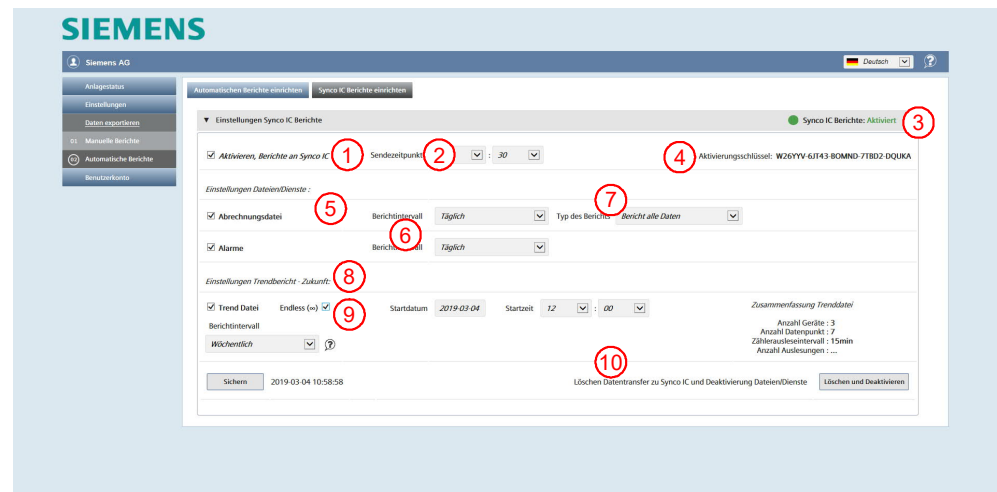 SIEMENS
Siemens AG
Deutsch
?
Anlagestatus
Einstellungen
Daten exportieren
01 Manuelle Berichte
02 Automatische Berichte
Benutzerkonto
Automatischen Berichte einrichten Synco IC Berichte einrichten
▼ Einstellungen Synco IC Berichte
Synco IC Berichte: Aktiviert
3
Aktivieren, Berichte an Synco IC
1
Sendezeitpunkt
2
: 30
4
Aktivierungsschlüssel: W26YYV-6JT43-BOMND-7TBD2-DQUKA
Einstellungen Dateien/Dienste :
Abrechnungsdatei
5
Berichtintervall Täglich
7
Typ des Berichts Bericht alle Daten
Alarme
6
Täglich
Einstellungen Trendbericht - Zukunft:
8
Trend Datei Endless (∞)
9
Startdatum 2019-03-04 Startzeit 12 : 00
Berichtintervall
Wöchentlich ?
Zusammenfassung Trenddatei
Anzahl Geräte : 3
Anzahl Datenpunkt : 7
Zählerausleseintervall : 15min
Anzahl Auslesungen : ...
10
Sichern 2019-03-04 10:58:58
Löschen Datentransfer zu Synco IC und Deaktivierung Dateien/Dienste Löschen und Deaktivieren